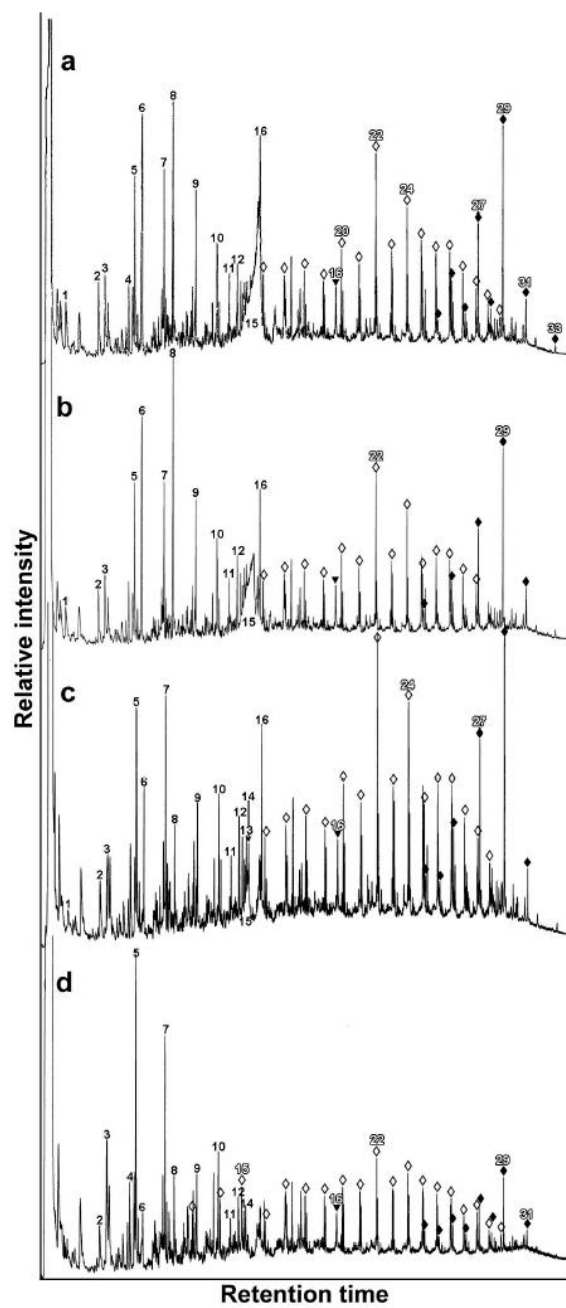 a
1 2 3 4 5 6 7 8 9 10 11 12 15 16 16 20 22 24 27 29 31 33
b
1 2 3 5 6 7 8 9 10 11 12 15 16 22 29
c
1 2 3 5 6 7 8 9 10 11 12 13 14 15 16 16 24 27
d
2 3 4 5 6 7 8 9 10 11 12 15 14 16 22 29 31
Relative intensity
Retention time